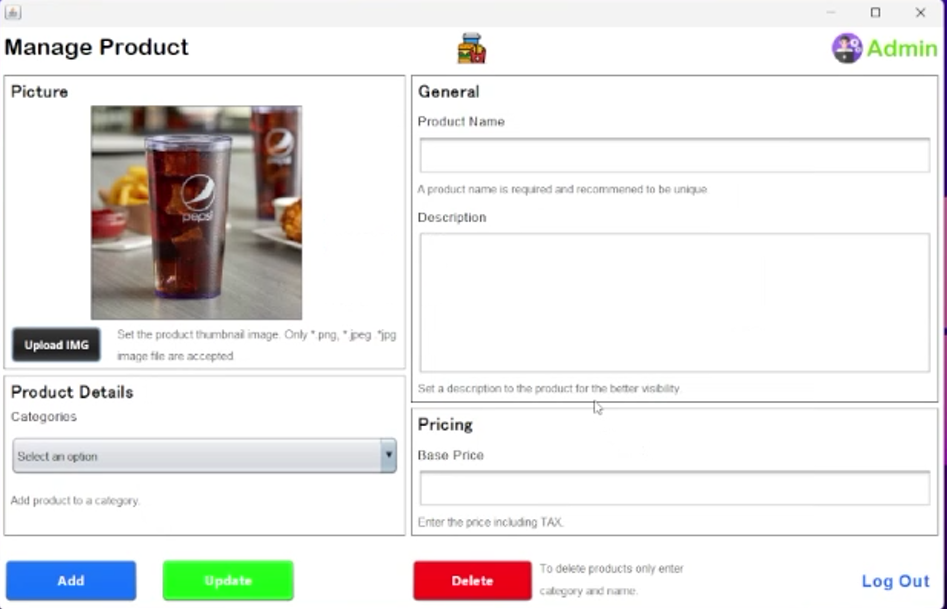 Manage Product
Admin
Picture
pepsi
Upload IMG
Set the product thumbnail image. Only *.png, *.jpeg .*jpg
image file are accepted
Product Details
Categories
Select an option
Add product to a category.
General
Product Name
A product name is required and recommened to be unique
Description
Set a description to the product for the better visibility.
Pricing
Base Price
Enter the price including TAX.
Add
Update
Delete
To delete products only enter
category and name.
Log Out